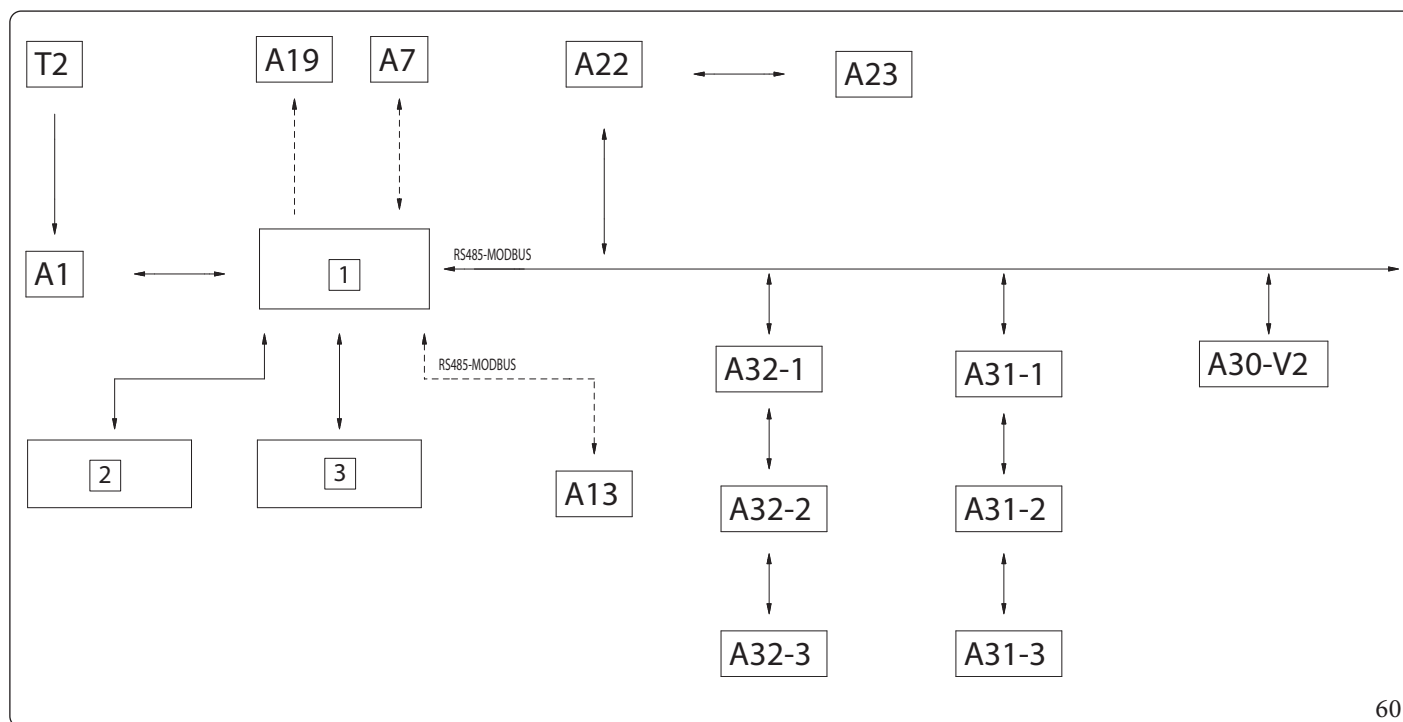 T2
A19
A7
A22
A23
A1
1
RS485-MODBUS
RS485-MODBUS
A32-1
A31-1
A30-V2
2
3
A13
A32-2
A31-2
A32-3
A31-3
60